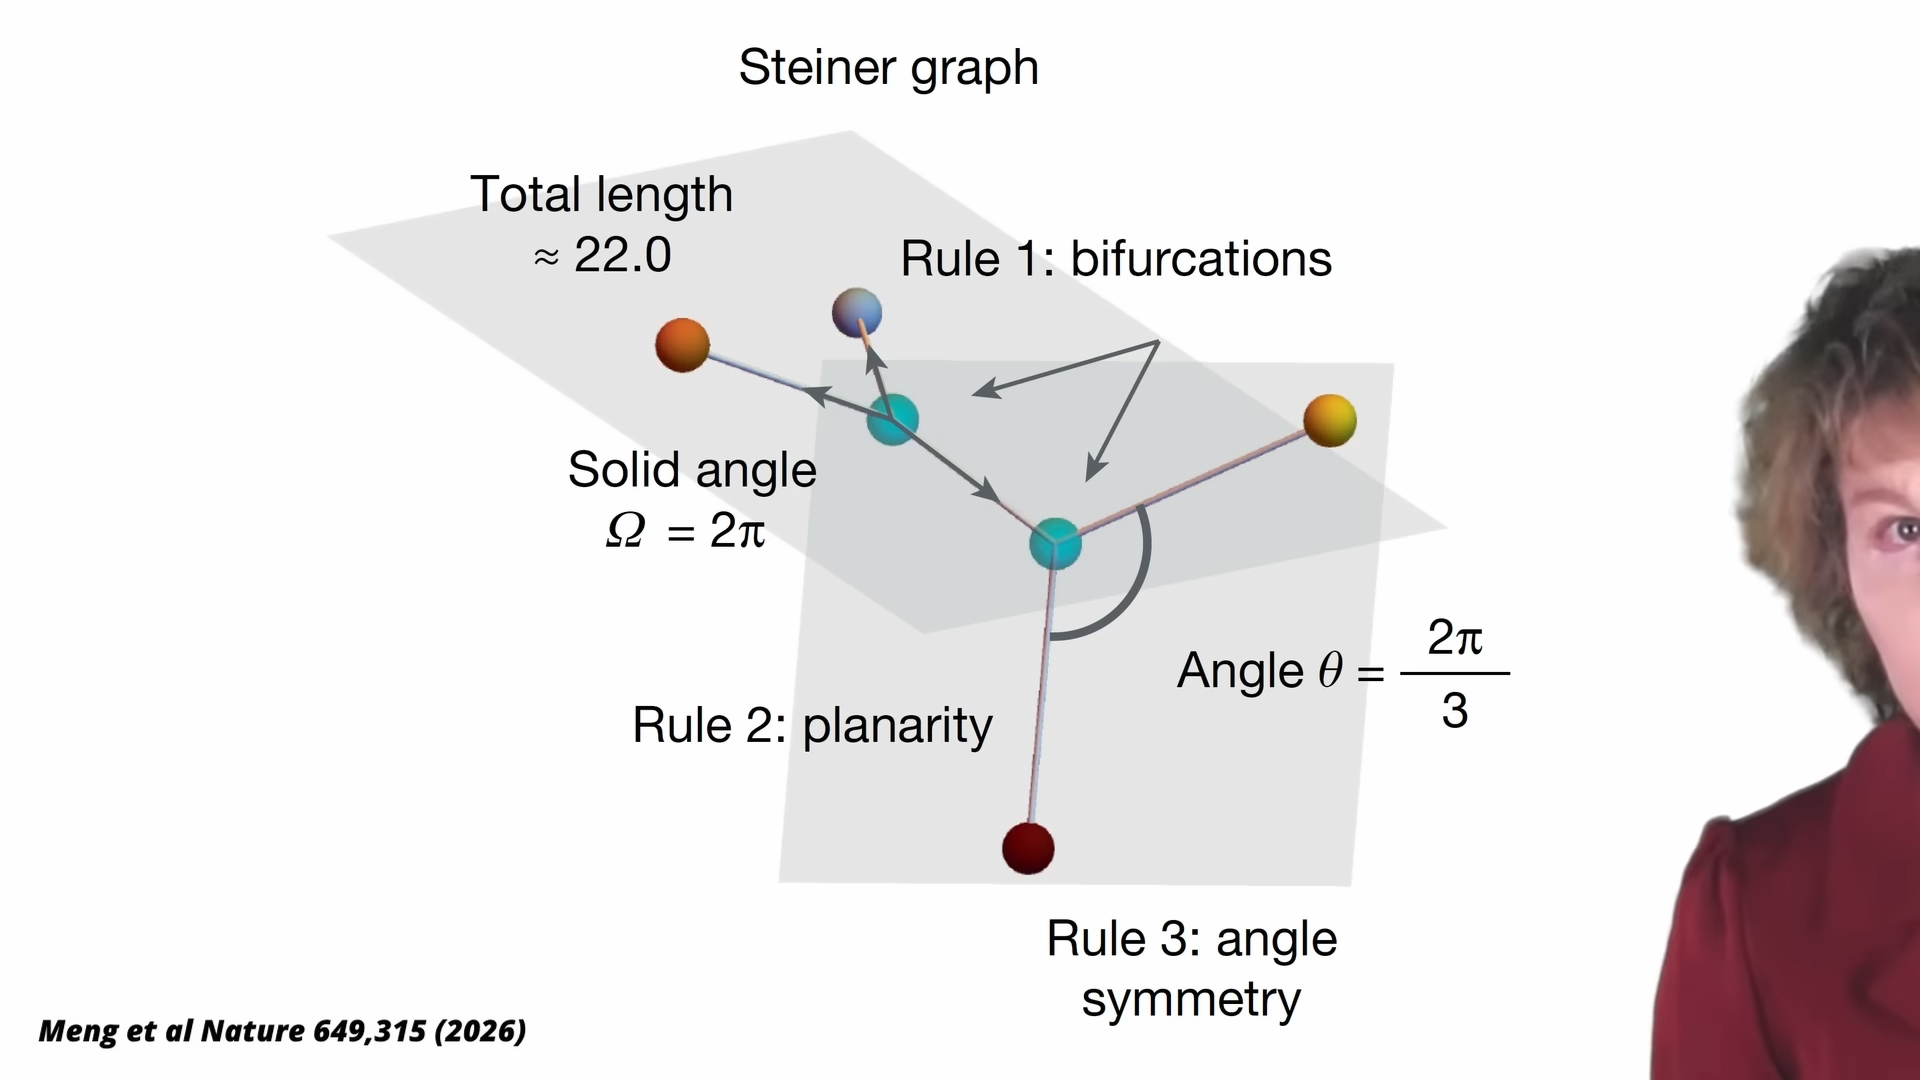 Steiner graph
Total length
≈ 22.0
Rule 1: bifurcations
Solid angle
Ω = 2π
Angle θ = 2π
3
Rule 2: planarity
Rule 3: angle
symmetry
Meng et al Nature 649,315 (2026)